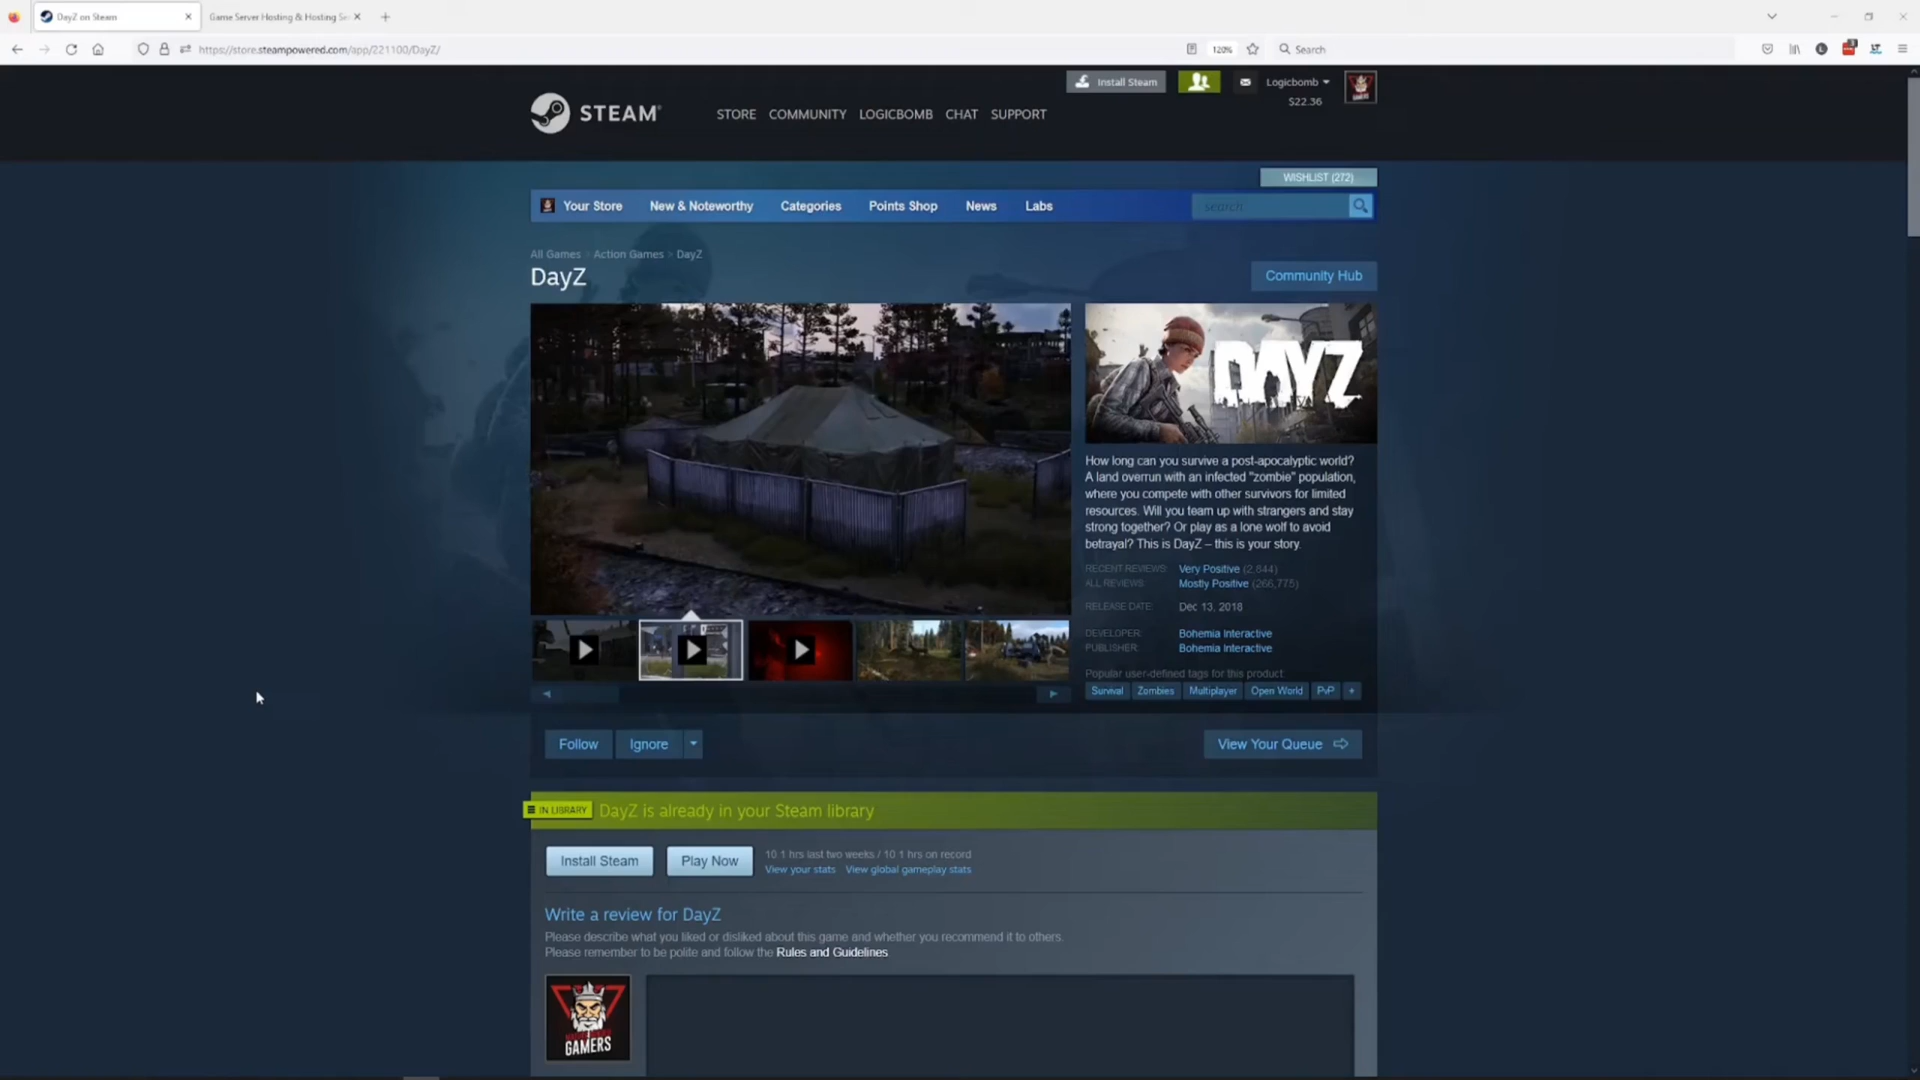 DayZ on Steam
Game Server Hosting & Hosting Se
https://store.steampowered.com/app/221100/DayZ/
120%
Search
Install Steam
Logicbomb
$22.36
STEAM
STORE COMMUNITY LOGICBOMB CHAT SUPPORT
WISHLIST (272)
Your Store New & Noteworthy Categories Points Shop News Labs
search
All Games > Action Games > DayZ
DayZ
Community Hub
DAYZ
How long can you survive a post-apocalyptic world?
A land overrun with an infected "zombie" population,
where you compete with other survivors for limited
resources. Will you team up with strangers and stay
strong together? Or play as a lone wolf to avoid
betrayal? This is DayZ – this is your story.
RECENT REVIEWS: Very Positive (2,844)
ALL REVIEWS: Mostly Positive (266,775)
RELEASE DATE: Dec 13, 2018
DEVELOPER: Bohemia Interactive
PUBLISHER: Bohemia Interactive
Popular user-defined tags for this product:
Survival Zombies Multiplayer Open World PvP +
Follow Ignore
View Your Queue
IN LIBRARY DayZ is already in your Steam library
Install Steam Play Now
10.1 hrs last two weeks / 10.1 hrs on record
View your stats View global gameplay stats
Write a review for DayZ
Please describe what you liked or disliked about this game and whether you recommend it to others.
Please remember to be polite and follow the Rules and Guidelines
GAMERS